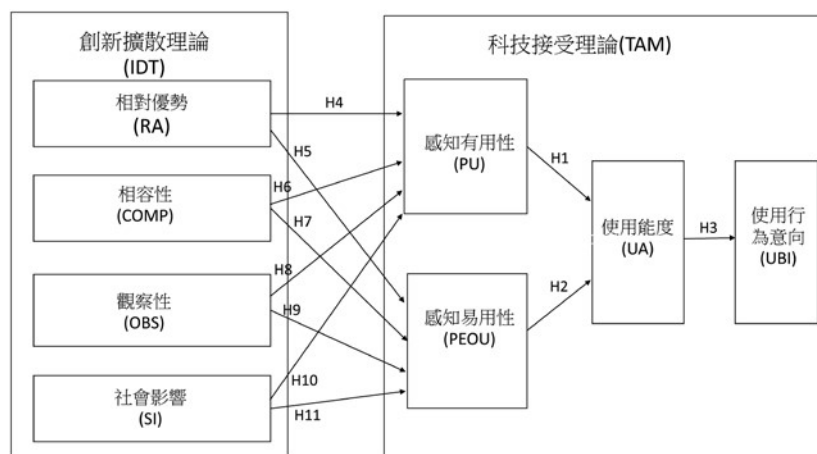 創新擴散理論
(IDT)
科技接受理論(TAM)
相對優勢
(RA)
H4
感知有用性
(PU)
H1
H5
相容性
(COMP)
H6
H7
使用能度
(UA)
H3
使用行
為意向
(UBI)
觀察性
(OBS)
H8
H9
感知易用性
(PEOU)
H2
社會影響
(SI)
H10
H11